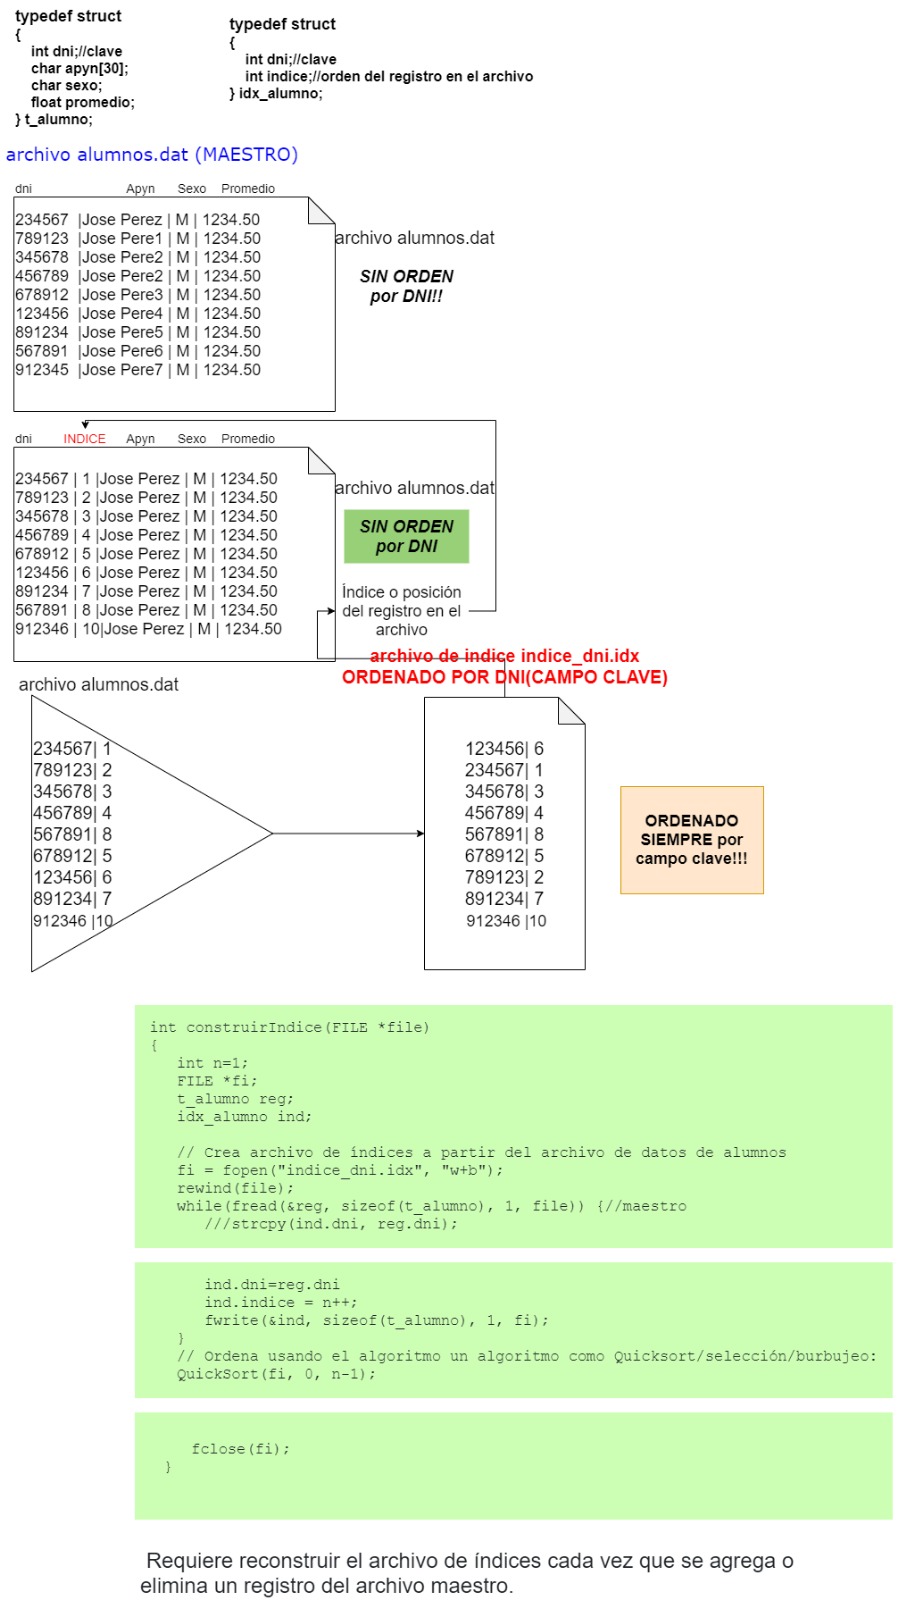 typedef struct
{
int dni;//clave
char apyn[30];
char sexo;
float promedio;
} t_alumno;
typedef struct
{
int dni;//clave
int indice;//orden del registro en el archivo
} idx_alumno;
archivo alumnos.dat (MAESTRO)
dni Apyn Sexo Promedio
234567 |Jose Perez | M | 1234.50
789123 |Jose Pere1 | M | 1234.50
345678 |Jose Pere2 | M | 1234.50
456789 |Jose Pere2 | M | 1234.50
678912 |Jose Pere3 | M | 1234.50
123456 |Jose Pere4 | M | 1234.50
891234 |Jose Pere5 | M | 1234.50
567891 |Jose Pere6 | M | 1234.50
912345 |Jose Pere7 | M | 1234.50
archivo alumnos.dat
SIN ORDEN
por DNI!!
dni INDICE Apyn Sexo Promedio
234567 | 1 |Jose Perez | M | 1234.50
789123 | 2 |Jose Perez | M | 1234.50
345678 | 3 |Jose Perez | M | 1234.50
456789 | 4 |Jose Perez | M | 1234.50
678912 | 5 |Jose Perez | M | 1234.50
123456 | 6 |Jose Perez | M | 1234.50
891234 | 7 |Jose Perez | M | 1234.50
567891 | 8 |Jose Perez | M | 1234.50
912346 | 10|Jose Perez | M | 1234.50
archivo alumnos.dat
SIN ORDEN
por DNI
Índice o posición
del registro en el
archivo
archivo de indice indice_dni.idx
ORDENADO POR DNI(CAMPO CLAVE)
archivo alumnos.dat
234567| 1
789123| 2
345678| 3
456789| 4
567891| 8
678912| 5
123456| 6
891234| 7
912346 |10
123456| 6
234567| 1
345678| 3
456789| 4
567891| 8
678912| 5
789123| 2
891234| 7
912346 |10
ORDENADO
SIEMPRE por
campo clave!!!
int construirIndice(FILE *file)
{
int n=1;
FILE *fi;
t_alumno reg;
idx_alumno ind;
// Crea archivo de índices a partir del archivo de datos de alumnos
fi = fopen("indice_dni.idx", "w+b");
rewind(file);
while(fread(&reg, sizeof(t_alumno), 1, file)) {//maestro
///strcpy(ind.dni, reg.dni);
ind.dni=reg.dni
ind.indice = n++;
fwrite(&ind, sizeof(t_alumno), 1, fi);
}
// Ordena usando el algoritmo un algoritmo como Quicksort/selección/burbujeo:
QuickSort(fi, 0, n-1);
fclose(fi);
}
Requiere reconstruir el archivo de índices cada vez que se agrega o
elimina un registro del archivo maestro.